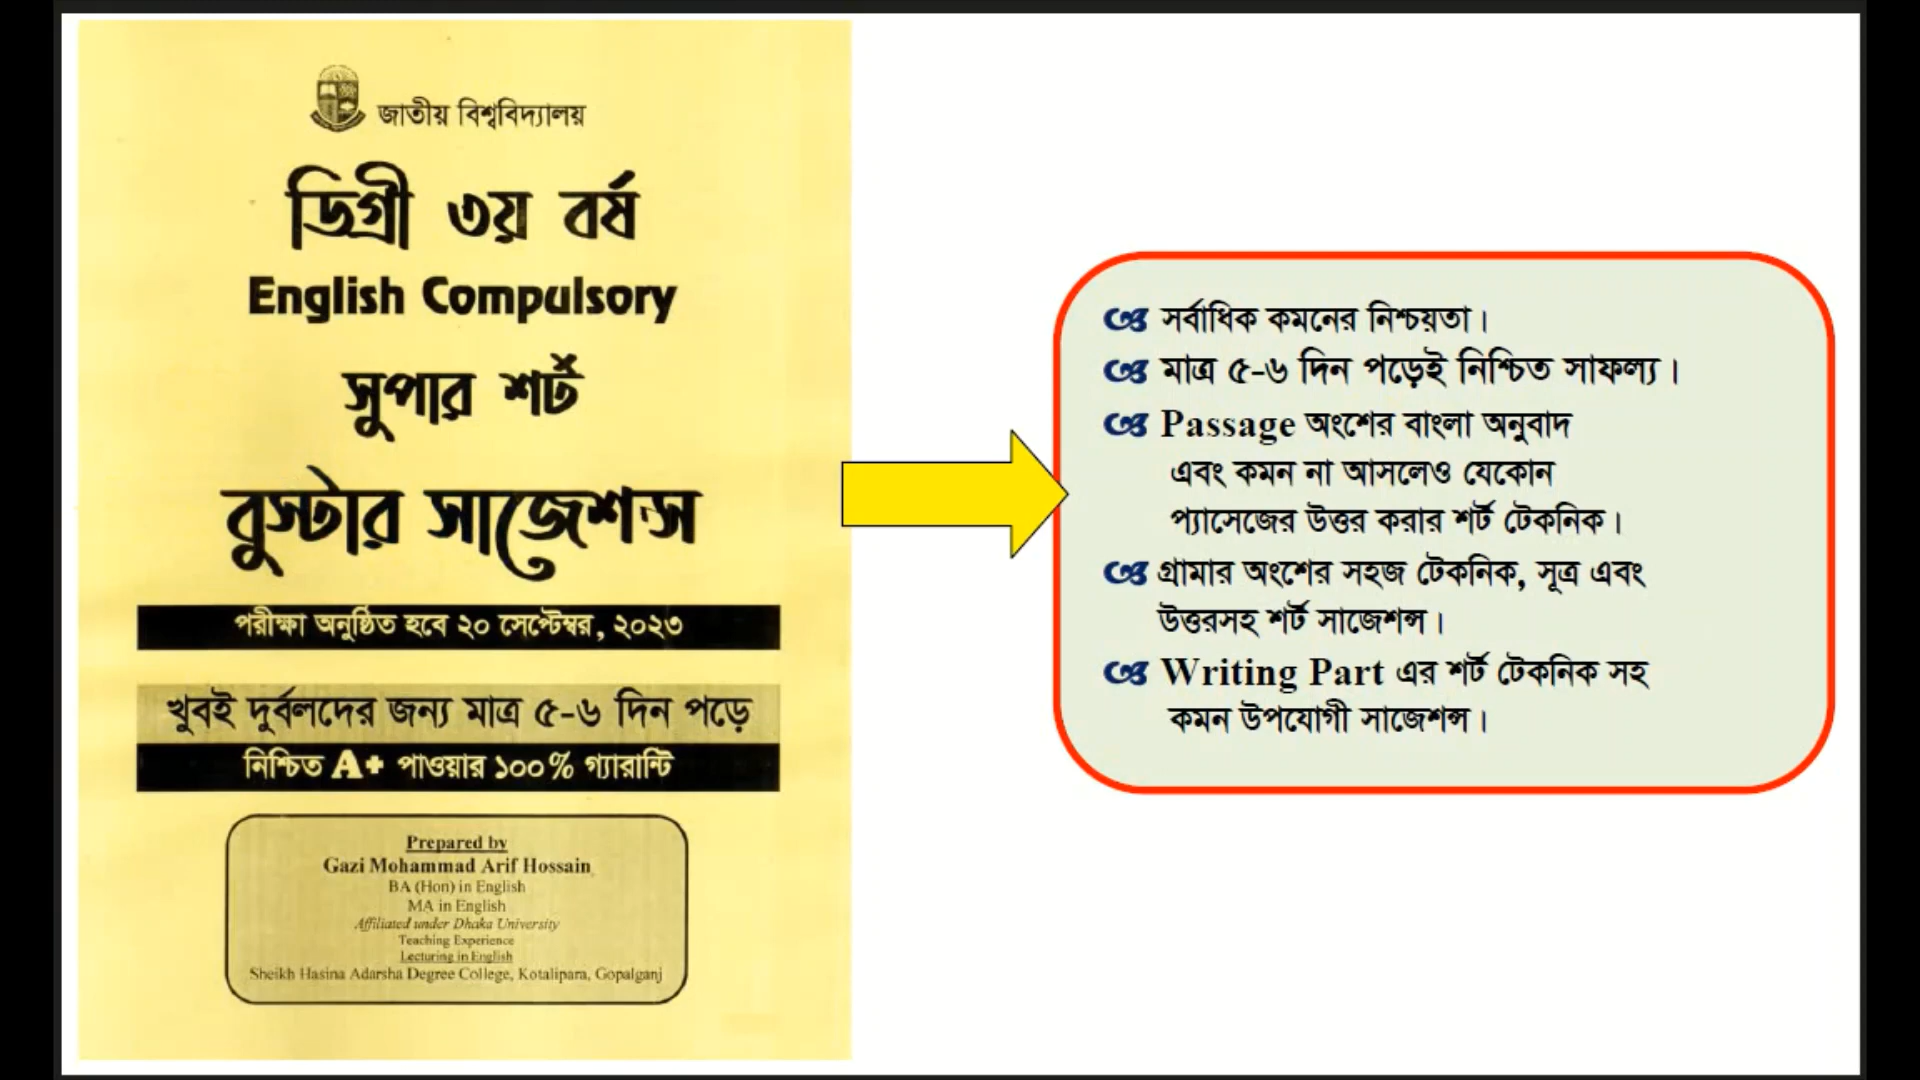 জাতীয় বিশ্ববিদ্যালয়
ডিগ্রী ৩য় বর্ষ
English Compulsory
সুপার শর্ট
বুস্টার সাজেশন্স
পরীক্ষা অনুষ্ঠিত হবে ২০ সেপ্টেম্বর, ২০২৩
খুবই দুর্বলদের জন্য মাত্র ৫-৬ দিন পড়ে
নিশ্চিত A+ পাওয়ার ১০০% গ্যারান্টি
Prepared by
Gazi Mohammad Arif Hossain
BA (Hon) in English
MA in English
Affiliated under Dhaka University
Teaching Experience
Lecturing in English
Sheikh Hasina Adarsha Degree College, Kotalipara, Gopalganj
সর্বাধিক কমনের নিশ্চয়তা।
মাত্র ৫-৬ দিন পড়েই নিশ্চিত সাফল্য।
Passage অংশের বাংলা অনুবাদ
এবং কমন না আসলেও যেকোন
প্যাসেজের উত্তর করার শর্ট টেকনিক।
গ্রামার অংশের সহজ টেকনিক, সূত্র এবং
উত্তরসহ শর্ট সাজেশন্স।
Writing Part এর শর্ট টেকনিক সহ
কমন উপযোগী সাজেশন্স।